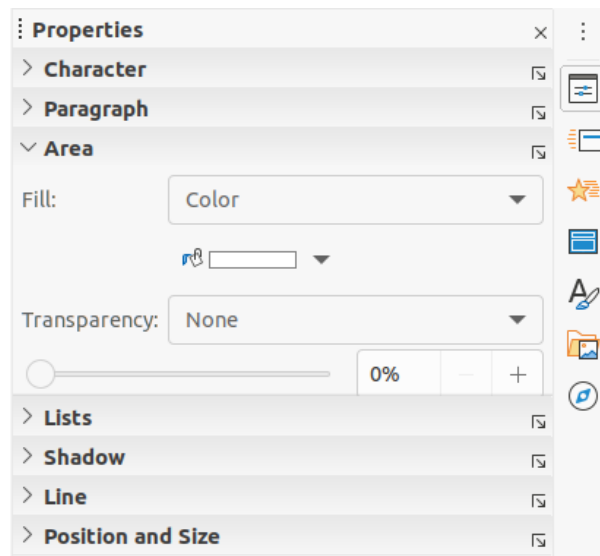 Properties
Character
Paragraph
Area
Fill: Color
Transparency: None
0%
Lists
Shadow
Line
Position and Size